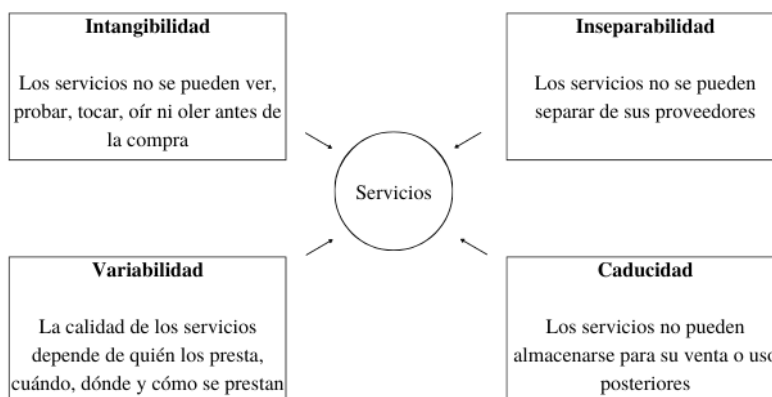 Intangibilidad
Los servicios no se pueden ver,
probar, tocar, oír ni oler antes de
la compra
Inseparabilidad
Los servicios no se pueden
separar de sus proveedores
Servicios
Variabilidad
La calidad de los servicios
depende de quién los presta,
cuándo, dónde y cómo se prestan
Caducidad
Los servicios no pueden
almacenarse para su venta o uso
posteriores